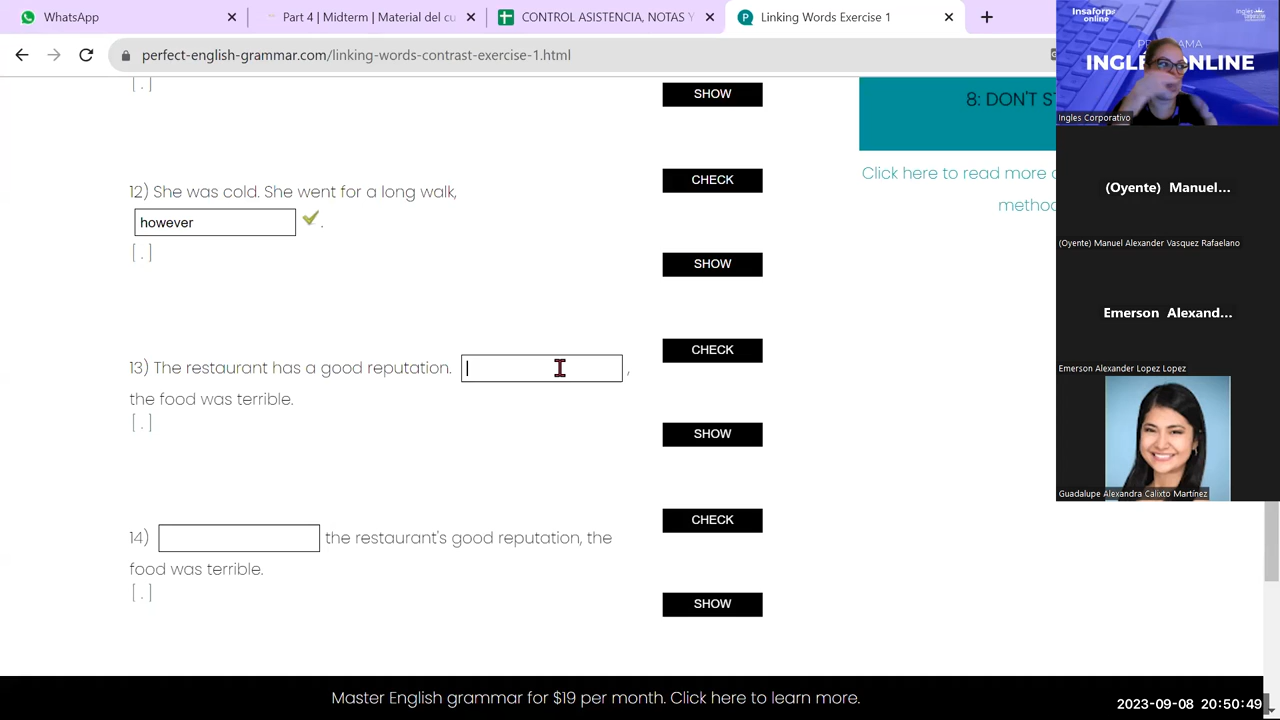 WhatsApp
Part 4 | Midterm | Material del cu
CONTROL ASISTENCIA, NOTAS Y
Linking Words Exercise 1
perfect-english-grammar.com/linking-words-contrast-exercise-1.html
[ . ]
SHOW
8: DON'T
Click here to read more
CHECK
12) She was cold. She went for a long walk,
however .
[ . ]
SHOW
CHECK
13) The restaurant has a good reputation. ,
the food was terrible.
[ . ]
SHOW
CHECK
14) the restaurant's good reputation, the
food was terrible.
[ . ]
SHOW
Master English grammar for $19 per month. Click here to learn more.
Insaforp
online
INGLÉS ONLINE
Ingles Corporativo
(Oyente) Manuel...
(Oyente) Manuel Alexander Vasquez Rafaelano
Emerson Alexand...
Emerson Alexander Lopez Lopez
Guadalupe Alexandra Calixto Martínez
2023-09-08 20:50:49